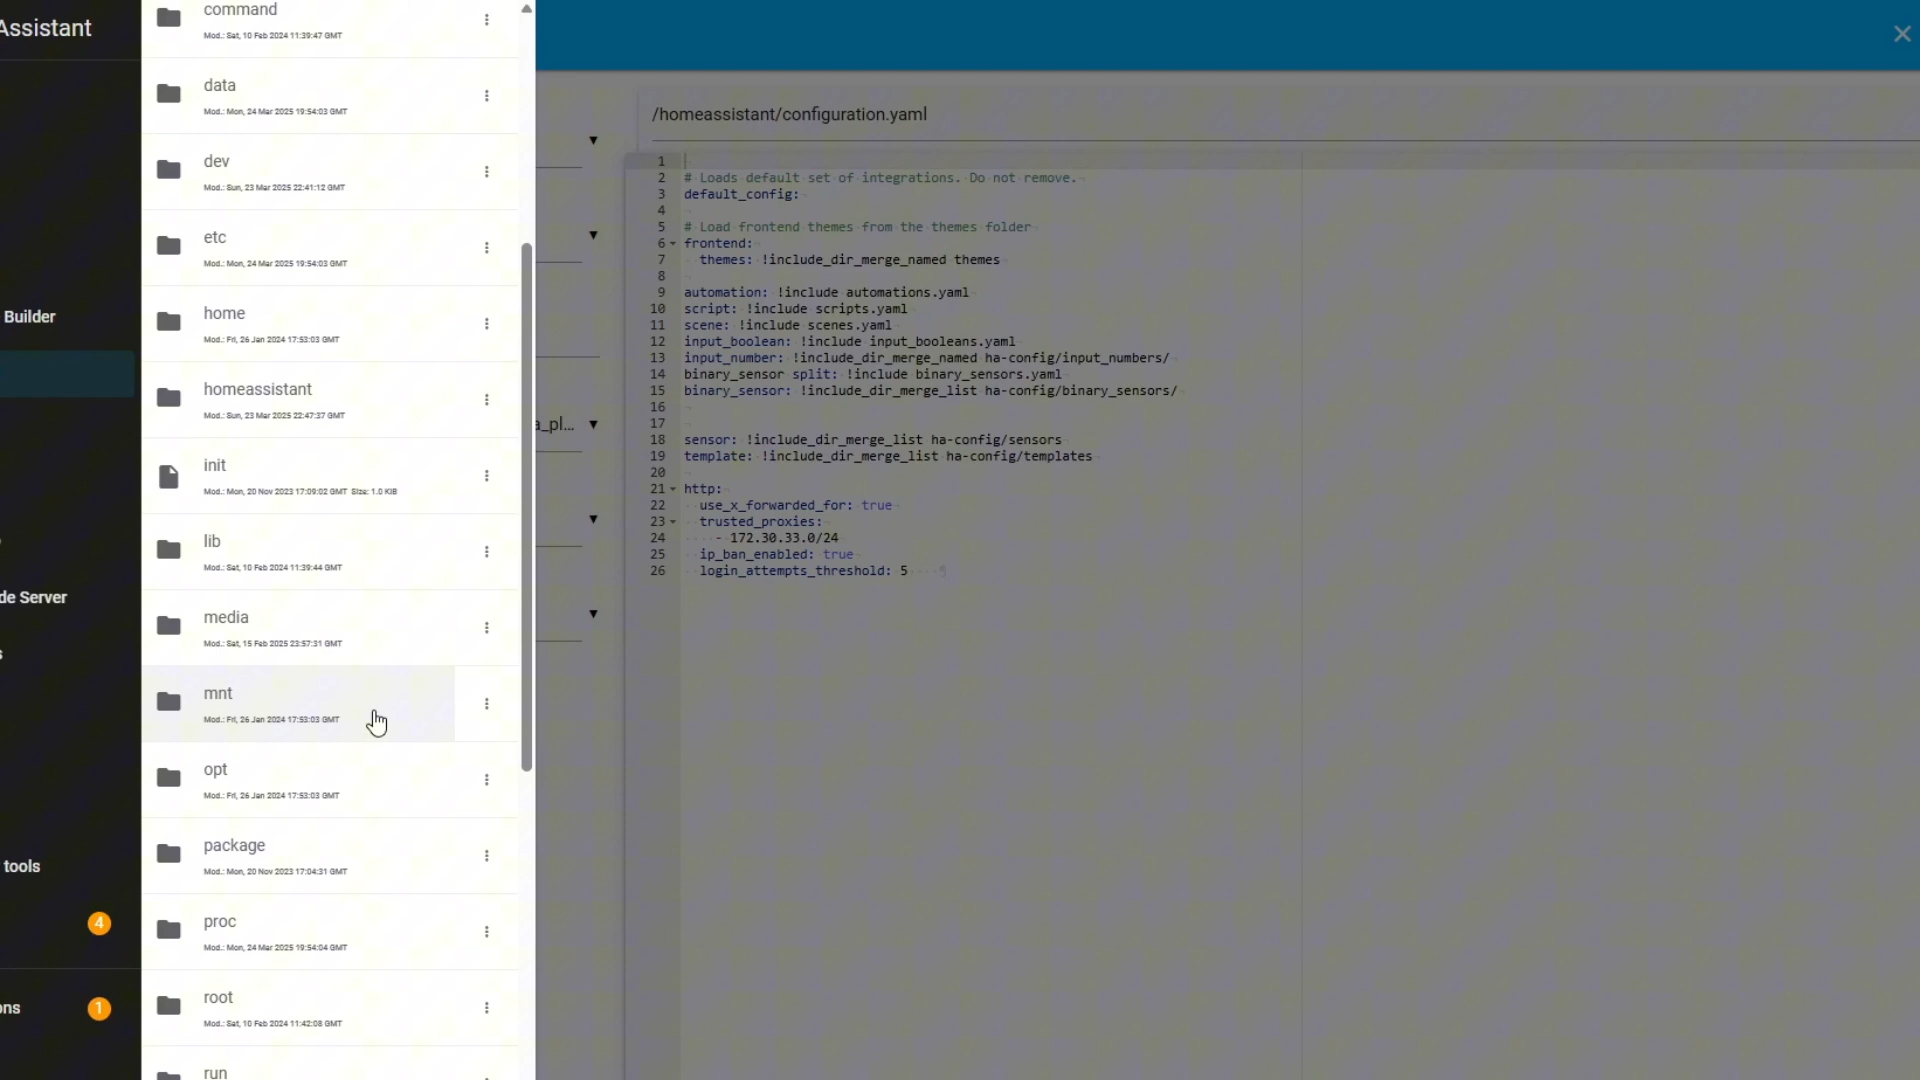 Assistant
Builder
de Server
tools
4
ons
1
command
Mod.: Sat, 10 Feb 2024 11:39:47 GMT
data
Mod.: Mon, 24 Mar 2025 19:54:03 GMT
dev
Mod.: Sun, 23 Mar 2025 22:41:12 GMT
etc
Mod.: Mon, 24 Mar 2025 19:54:03 GMT
home
Mod.: Fri, 26 Jan 2024 17:53:03 GMT
homeassistant
Mod.: Sun, 23 Mar 2025 22:47:37 GMT
init
Mod.: Mon, 20 Nov 2023 17:09:02 GMT Size: 1.0 KiB
lib
Mod.: Sat, 10 Feb 2024 11:39:44 GMT
media
Mod.: Sat, 15 Feb 2025 23:57:31 GMT
mnt
Mod.: Fri, 26 Jan 2024 17:53:03 GMT
opt
Mod.: Fri, 26 Jan 2024 17:53:03 GMT
package
Mod.: Mon, 20 Nov 2023 17:04:31 GMT
proc
Mod.: Mon, 24 Mar 2025 19:54:04 GMT
root
Mod.: Sat, 10 Feb 2024 11:42:08 GMT
run
a_pl...
/homeassistant/configuration.yaml
1
2 # Loads default set of integrations. Do not remove.
3 default_config:
4
5 # Load frontend themes from the themes folder
6 frontend:
7   themes: !include_dir_merge_named themes
8
9 automation: !include automations.yaml
10 script: !include scripts.yaml
11 scene: !include scenes.yaml
12 input_boolean: !include input_booleans.yaml
13 input_number: !include_dir_merge_named ha-config/input_numbers/
14 binary_sensor split: !include binary_sensors.yaml
15 binary_sensor: !include_dir_merge_list ha-config/binary_sensors/
16
17
18 sensor: !include_dir_merge_list ha-config/sensors
19 template: !include_dir_merge_list ha-config/templates
20
21 http:
22   use_x_forwarded_for: true
23   trusted_proxies:
24     - 172.30.33.0/24
25   ip_ban_enabled: true
26   login_attempts_threshold: 5